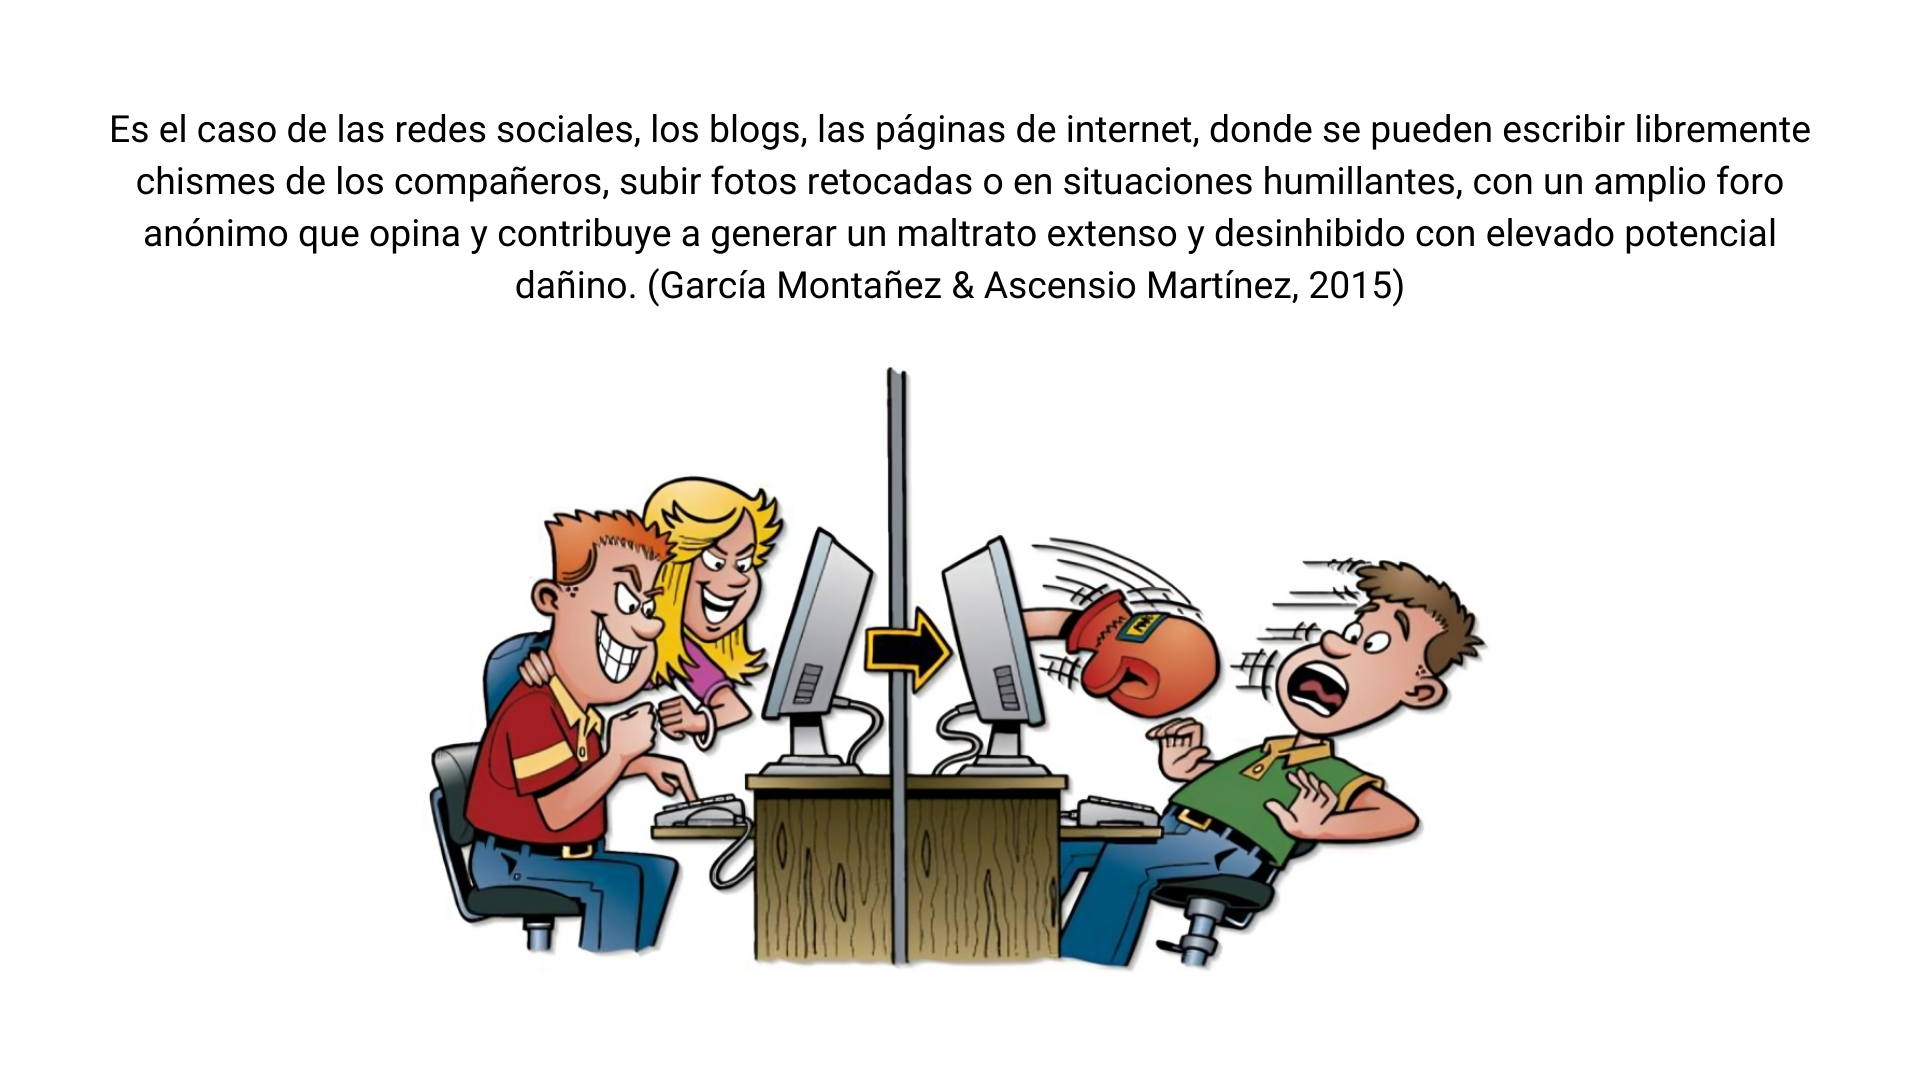 Es el caso de las redes sociales, los blogs, las páginas de internet, donde se pueden escribir libremente
chismes de los compañeros, subir fotos retocadas o en situaciones humillantes, con un amplio foro
anónimo que opina y contribuye a generar un maltrato extenso y desinhibido con elevado potencial
dañino. (García Montañez & Ascensio Martínez, 2015)